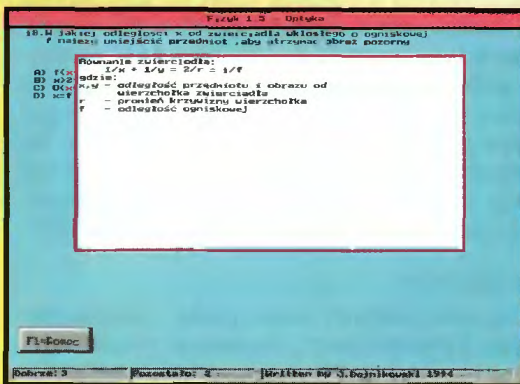 Fizyk 1.5 - Optyka
18.W jakiej odległości x od zwierciadła wklęsłego o ogniskowej
f należy umieścić przedmiot ,aby otrzymać obraz pozorny
Równanie zwierciadła:
1/x + 1/y = 2/r = 1/f
gdzie:
x,y - odległość przedmiotu i obrazu od
wierzchołka zwierciadła
r - promień krzywizny wierzchołka
f - odległość ogniskowej
A) f<x
B) x>2
C) 0<x
D) x=f
F1=Pomoc
Dobrze: 3
Pozostało:
Written by J.Bojnikowski 1994